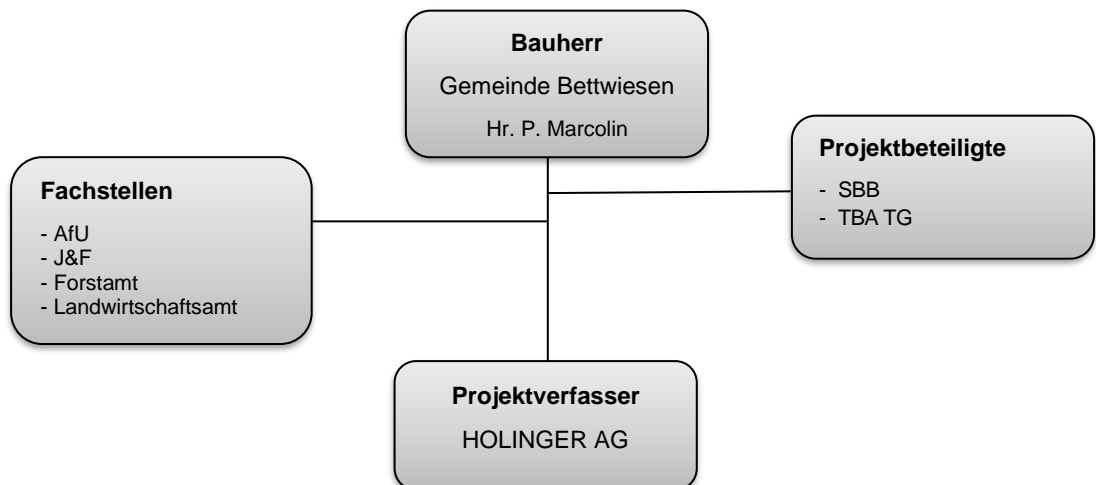 Bauherr
Gemeinde Bettwiesen
Hr. P. Marcolin
Projektbeteiligte
- SBB
- TBA TG
Fachstellen
- AfU
- J&F
- Forstamt
- Landwirtschaftsamt
Projektverfasser
HOLINGER AG